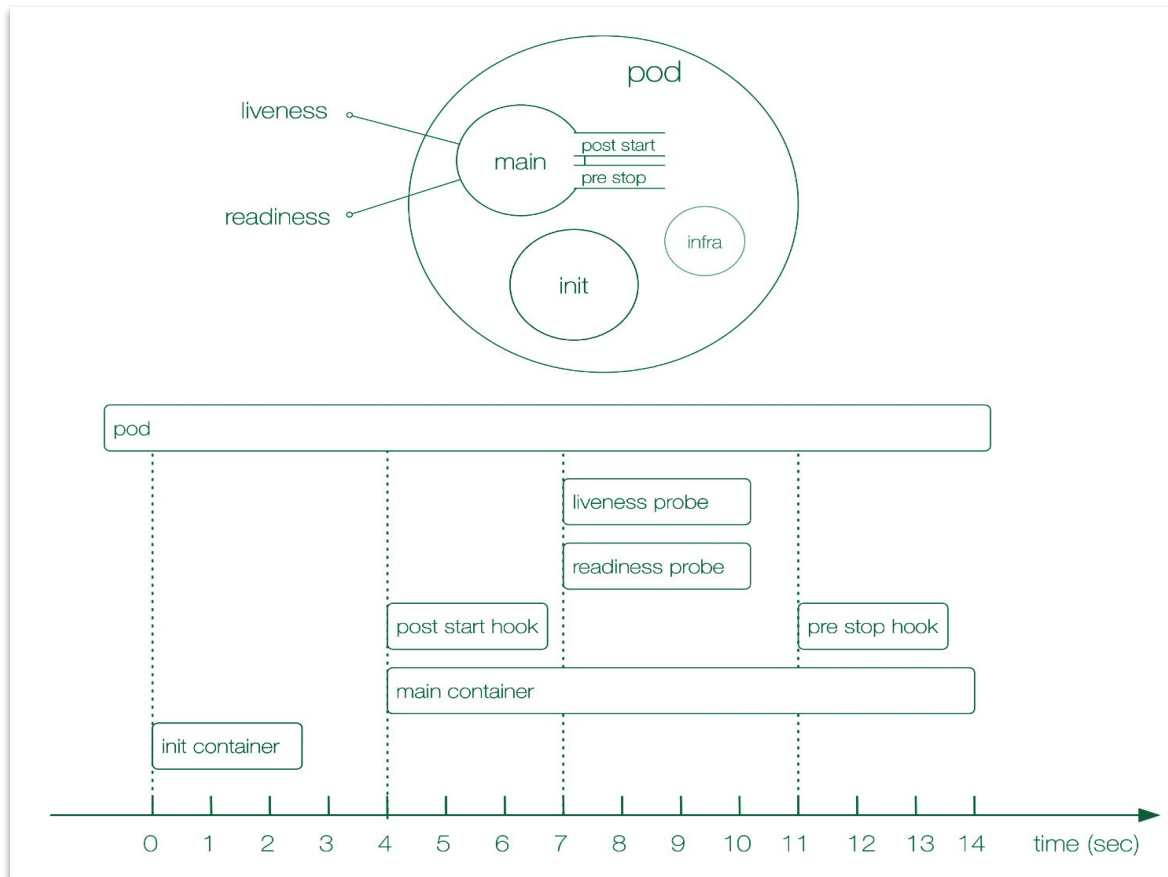 pod
liveness
main
post start
pre stop
readiness
infra
init
pod
liveness probe
readiness probe
post start hook
pre stop hook
main container
init container
0 1 2 3 4 5 6 7 8 9 10 11 12 13 14 time (sec)